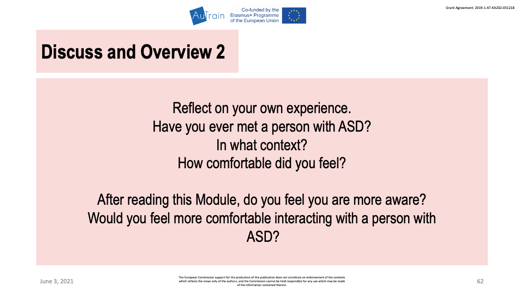 AuTrain
Co-funded by the
Erasmus+ Programme
of the European Union
Grant Agreement: 2019-1-AT-KA202-051218
Discuss and Overview 2
Reflect on your own experience.
Have you ever met a person with ASD?
In what context?
How comfortable did you feel?
After reading this Module, do you feel you are more aware?
Would you feel more comfortable interacting with a person with
ASD?
June 3, 2021
The European Commission support for the production of this publication does not constitute an endorsement of the contents
which reflects the views only of the authors, and the Commission cannot be held responsible for any use which may be made
of the information contained therein.
62